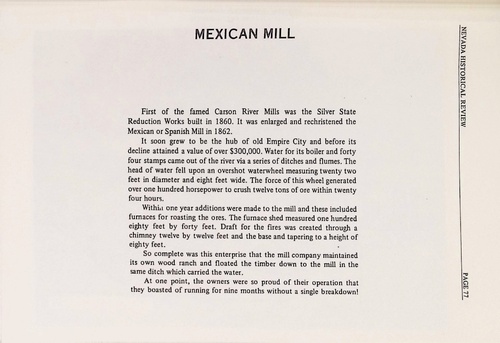 MEXICAN MILL
First of the famed Carson River Mills was the Silver State
Reduction Works built in 1860. It was enlarged and rechristened the
Mexican or Spanish Mill in 1862.
It soon grew to be the hub of old Empire City and before its
decline attained a value of over $300,000. Water for its boiler and forty
four stamps came out of the river via a series of ditches and flumes. The
head of water fell upon an overshot waterwheel measuring twenty two
feet in diameter and eight feet wide. The force of this wheel generated
over one hundred horsepower to crush twelve tons of ore within twenty
four hours.
Within one year additions were made to the mill and these included
furnaces for roasting the ores. The furnace shed measured one hundred
eighty feet by forty feet. Draft for the fires was created through a
chimney twelve by twelve feet and the base and tapering to a height of
eighty feet.
So complete was this enterprise that the mill company maintained
its own wood ranch and floated the timber down to the mill in the
same ditch which carried the water.
At one point, the owners were so proud of their operation that
they boasted of running for nine months without a single breakdown!
NEVADA HISTORICAL REVIEW
PAGE 77